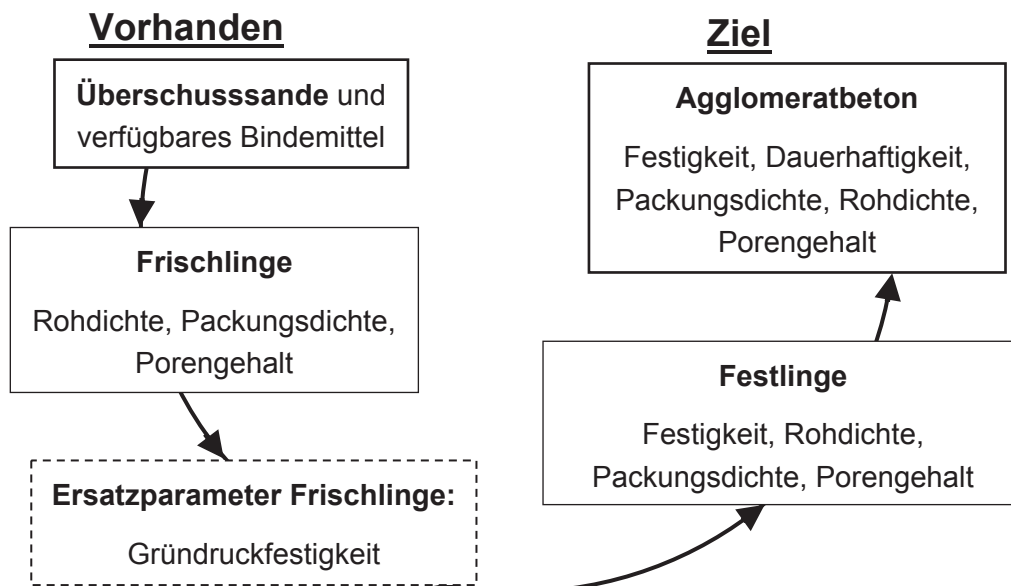 Vorhanden
Überschusssande und
verfügbares Bindemittel
Frischlinge
Rohdichte, Packungsdichte,
Porengehalt
Ersatzparameter Frischlinge:
Gründruckfestigkeit
Ziel
Agglomeratbeton
Festigkeit, Dauerhaftigkeit,
Packungsdichte, Rohdichte,
Porengehalt
Festlinge
Festigkeit, Rohdichte,
Packungsdichte, Porengehalt